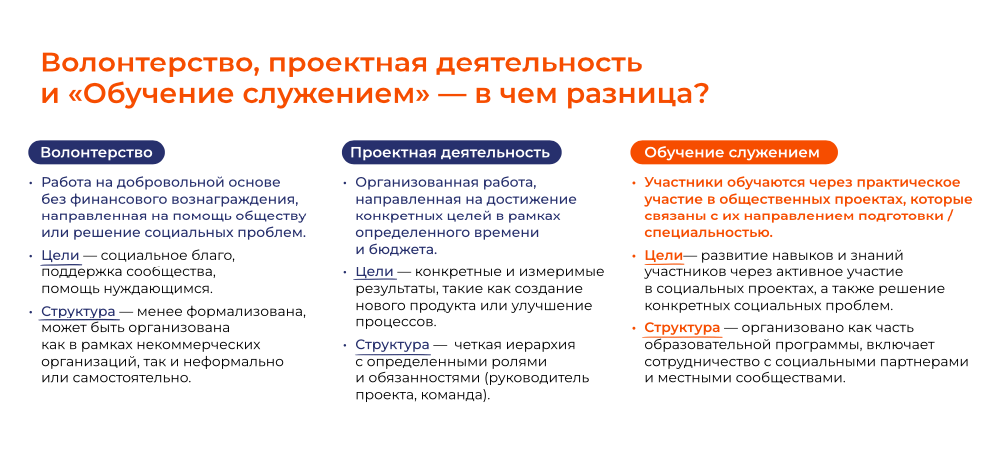 Волонтерство, проектная деятельность
и «Обучение служением» — в чем разница?
Волонтерство
• Работа на добровольной основе
без финансового вознаграждения,
направленная на помощь обществу
или решение социальных проблем.
• Цели — социальное благо,
поддержка сообщества,
помощь нуждающимся.
• Структура — менее формализована,
может быть организована
как в рамках некоммерческих
организаций, так и неформально
или самостоятельно.
Проектная деятельность
• Организованная работа,
направленная на достижение
конкретных целей в рамках
определенного времени
и бюджета.
• Цели — конкретные и измеримые
результаты, такие как создание
нового продукта или улучшение
процессов.
• Структура — четкая иерархия
с определенными ролями
и обязанностями (руководитель
проекта, команда).
Обучение служением
• Участники обучаются через практическое
участие в общественных проектах, которые
связаны с их направлением подготовки /
специальностью.
• Цели— развитие навыков и знаний
участников через активное участие
в социальных проектах, а также решение
конкретных социальных проблем.
• Структура — организовано как часть
образовательной программы, включает
сотрудничество с социальными партнерами
и местными сообществами.